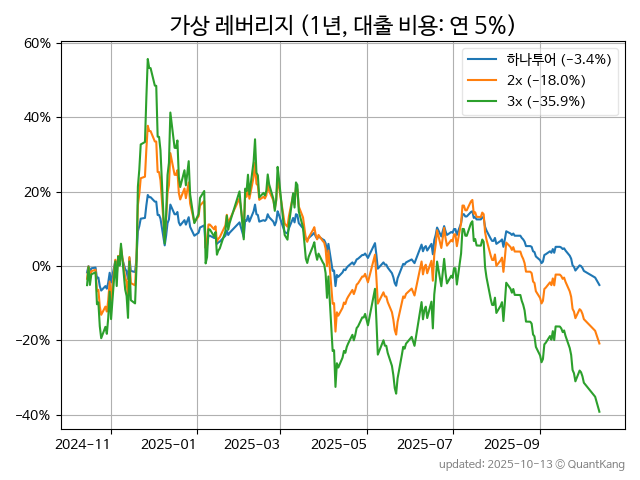 가상 레버리지 (1년, 대출 비용: 연 5%)
60%
40%
20%
0%
−20%
−40%
하나투어 (−3.4%)
2x (−18.0%)
3x (−35.9%)
2024-11
2025-01
2025-03
2025-05
2025-07
2025-09
updated: 2025-10-13 © QuantKang